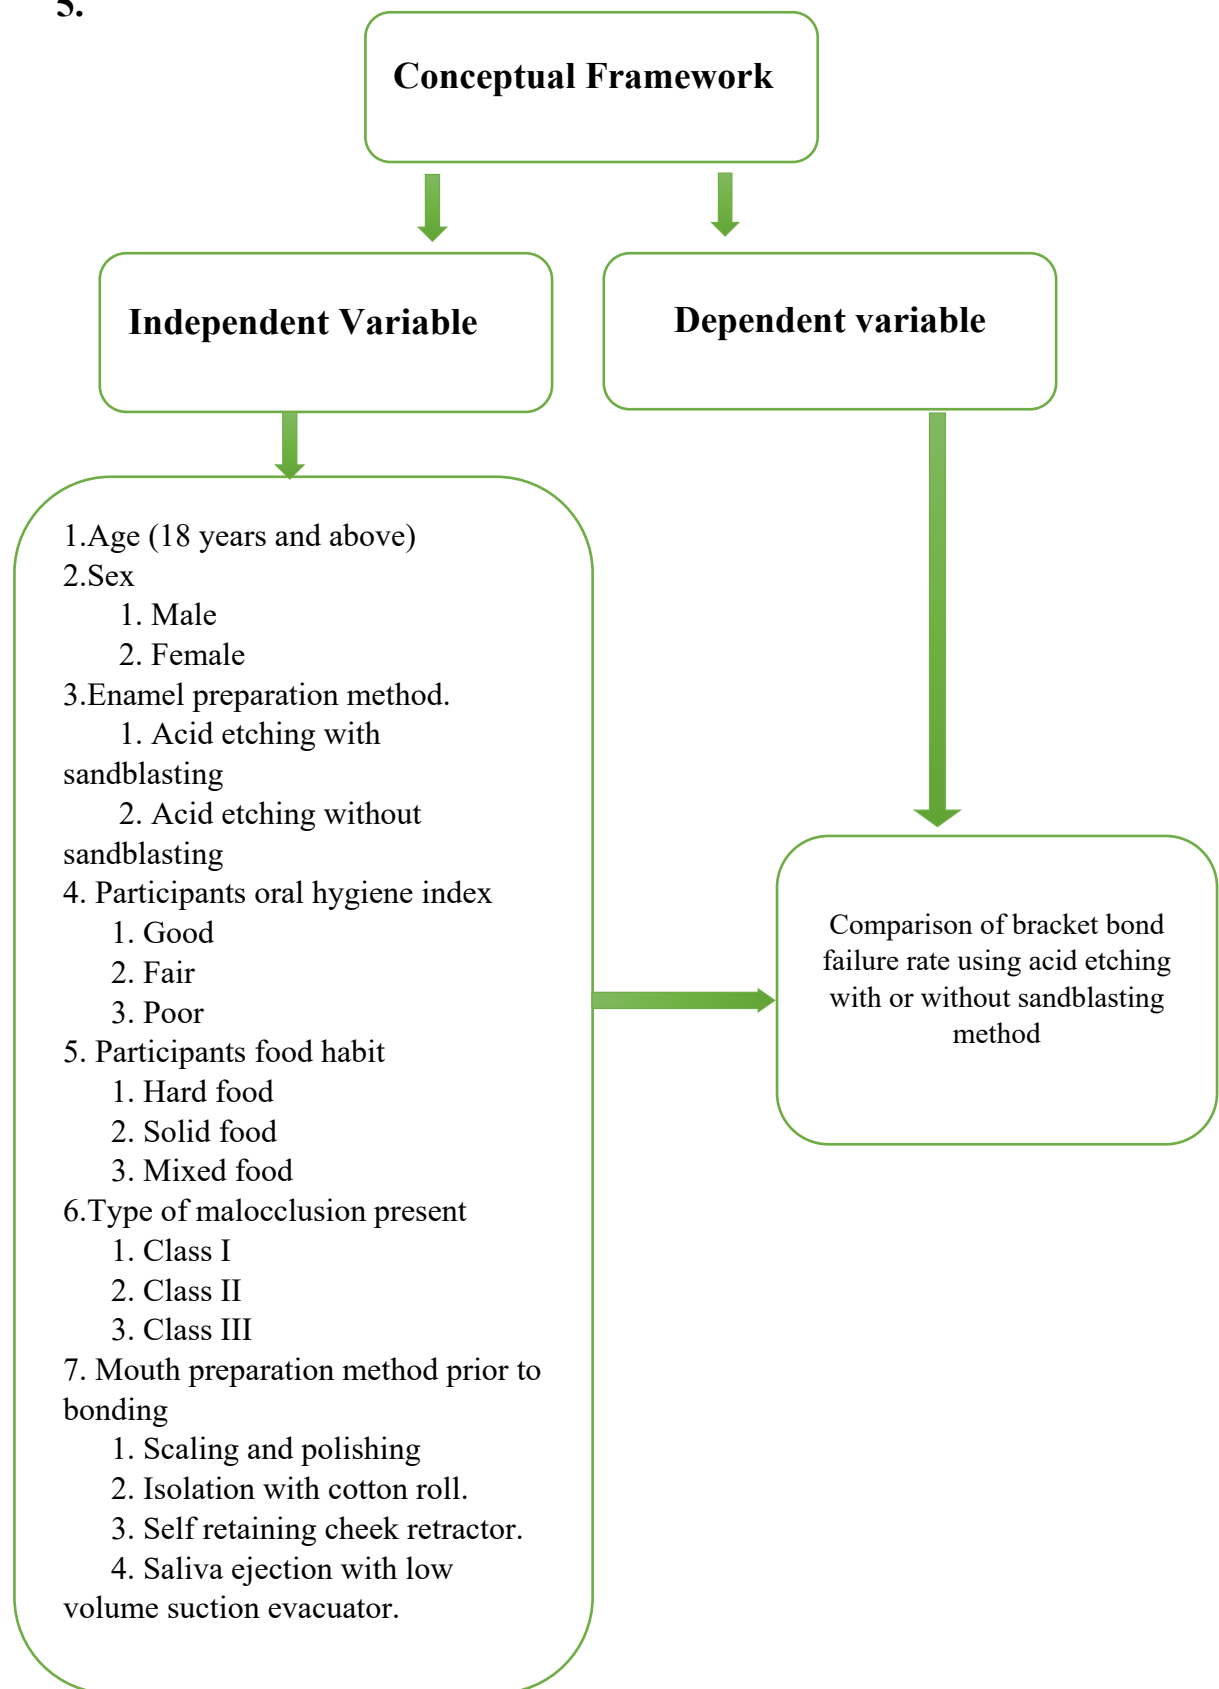 5.
Conceptual Framework
Independent Variable
Dependent variable
1.Age (18 years and above)
2.Sex
1. Male
2. Female
3.Enamel preparation method.
1. Acid etching with
sandblasting
2. Acid etching without
sandblasting
4. Participants oral hygiene index
1. Good
2. Fair
3. Poor
5. Participants food habit
1. Hard food
2. Solid food
3. Mixed food
6.Type of malocclusion present
1. Class I
2. Class II
3. Class III
7. Mouth preparation method prior to
bonding
1. Scaling and polishing
2. Isolation with cotton roll.
3. Self retaining cheek retractor.
4. Saliva ejection with low
volume suction evacuator.
Comparison of bracket bond
failure rate using acid etching
with or without sandblasting
method